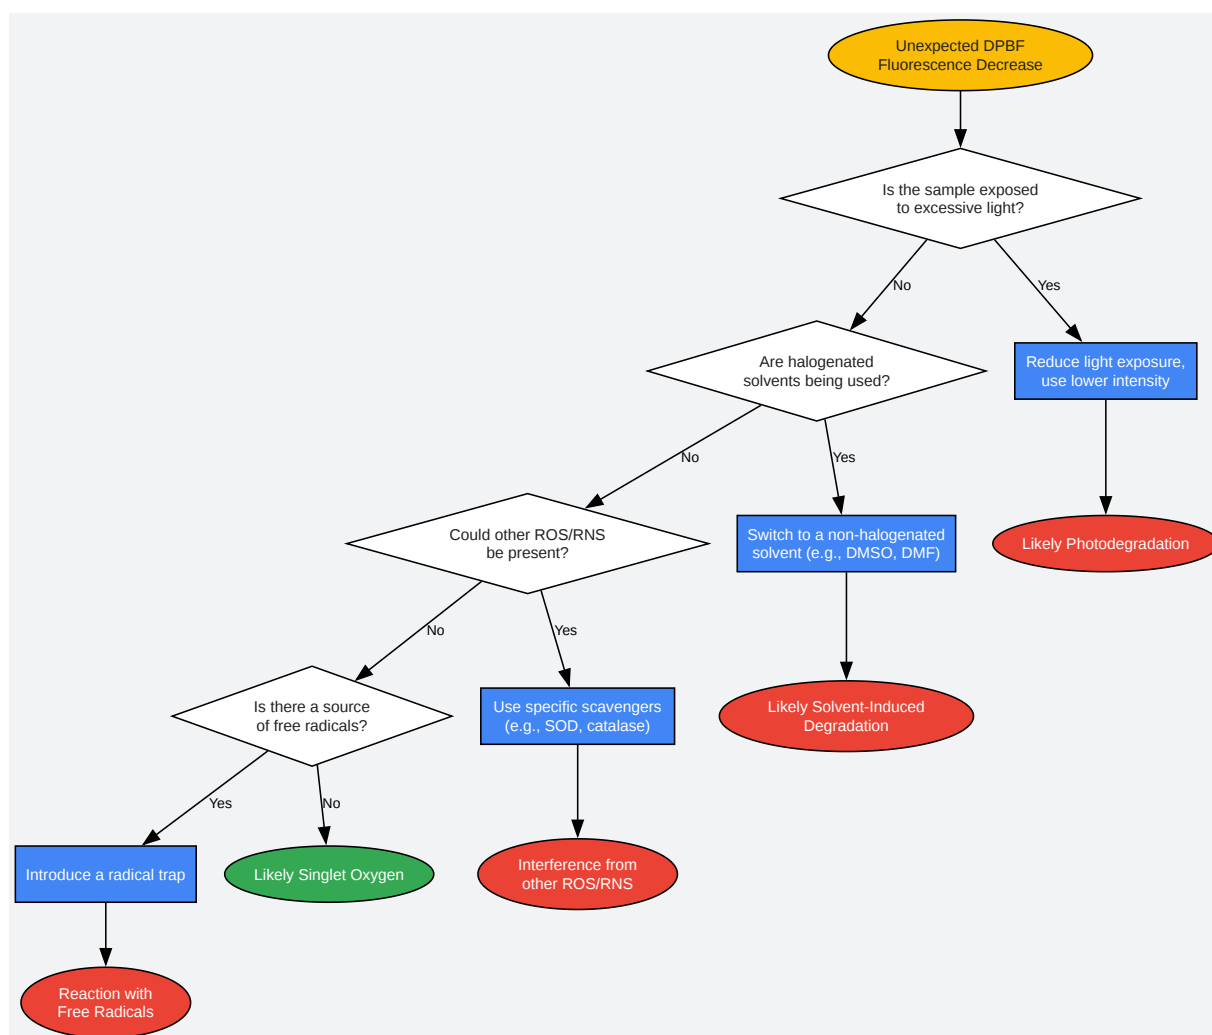 Unexpected DPBF
Fluorescence Decrease
Is the sample exposed
to excessive light?
No
Yes
Are halogenated
solvents being used?
Reduce light exposure,
use lower intensity
No
Yes
Could other ROS/RNS
be present?
Switch to a non-halogenated
solvent (e.g., DMSO, DMF)
Likely Photodegradation
No
Yes
Is there a source
of free radicals?
Use specific scavengers
(e.g., SOD, catalase)
Likely Solvent-Induced
Degradation
Yes
No
Introduce a radical trap
Likely Singlet Oxygen
Interference from
other ROS/RNS
Reaction with
Free Radicals